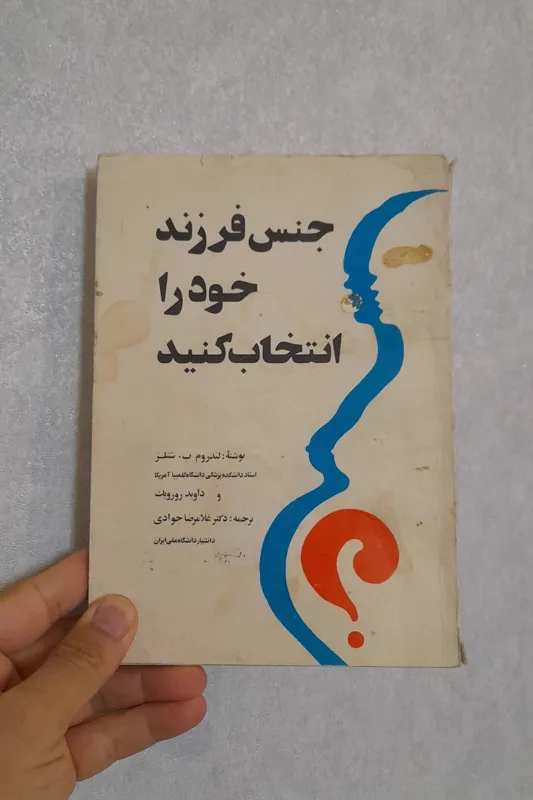 جنس فرزند
خود را
انتخاب کنید
نوشتهٔ: لندروم ب. شتلز
استاد دانشکده پزشکی دانشگاه کلمبیا آمریکا
و داوید روروبیک
ترجمه: دکتر غلامرضا جوادی
دانشیار دانشگاه ملی ایران